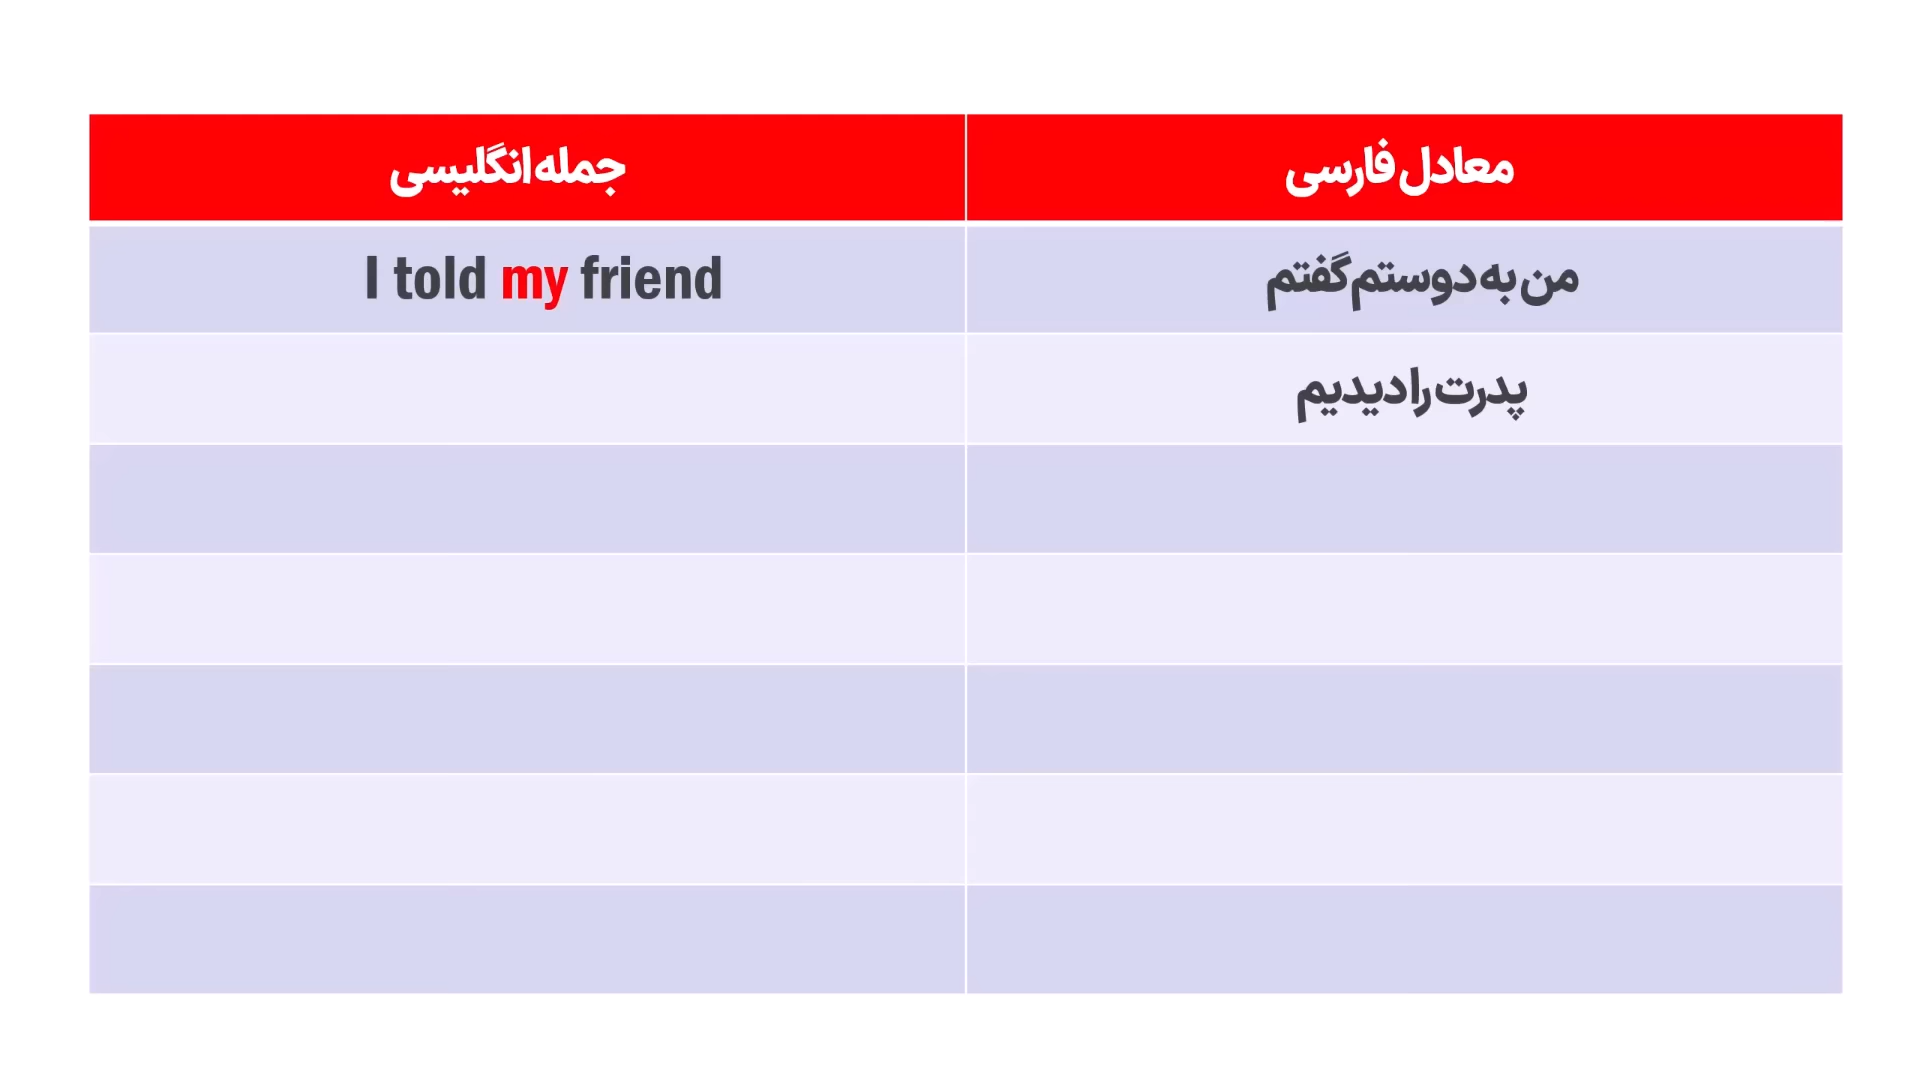 جمله انگلیسی
معادل فارسی
I told my friend
من به دوستم گفتم
پدرت را دیدیم